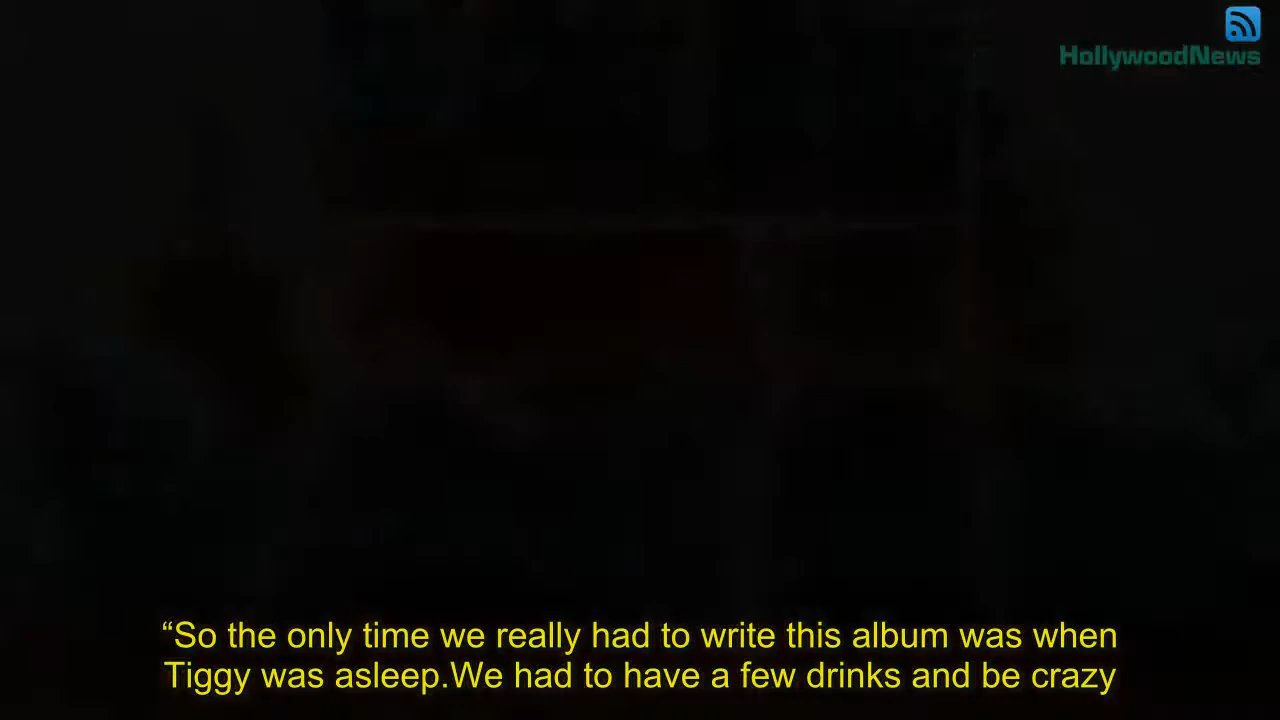 HollywoodNews
“So the only time we really had to write this album was when
Tiggy was asleep.We had to have a few drinks and be crazy